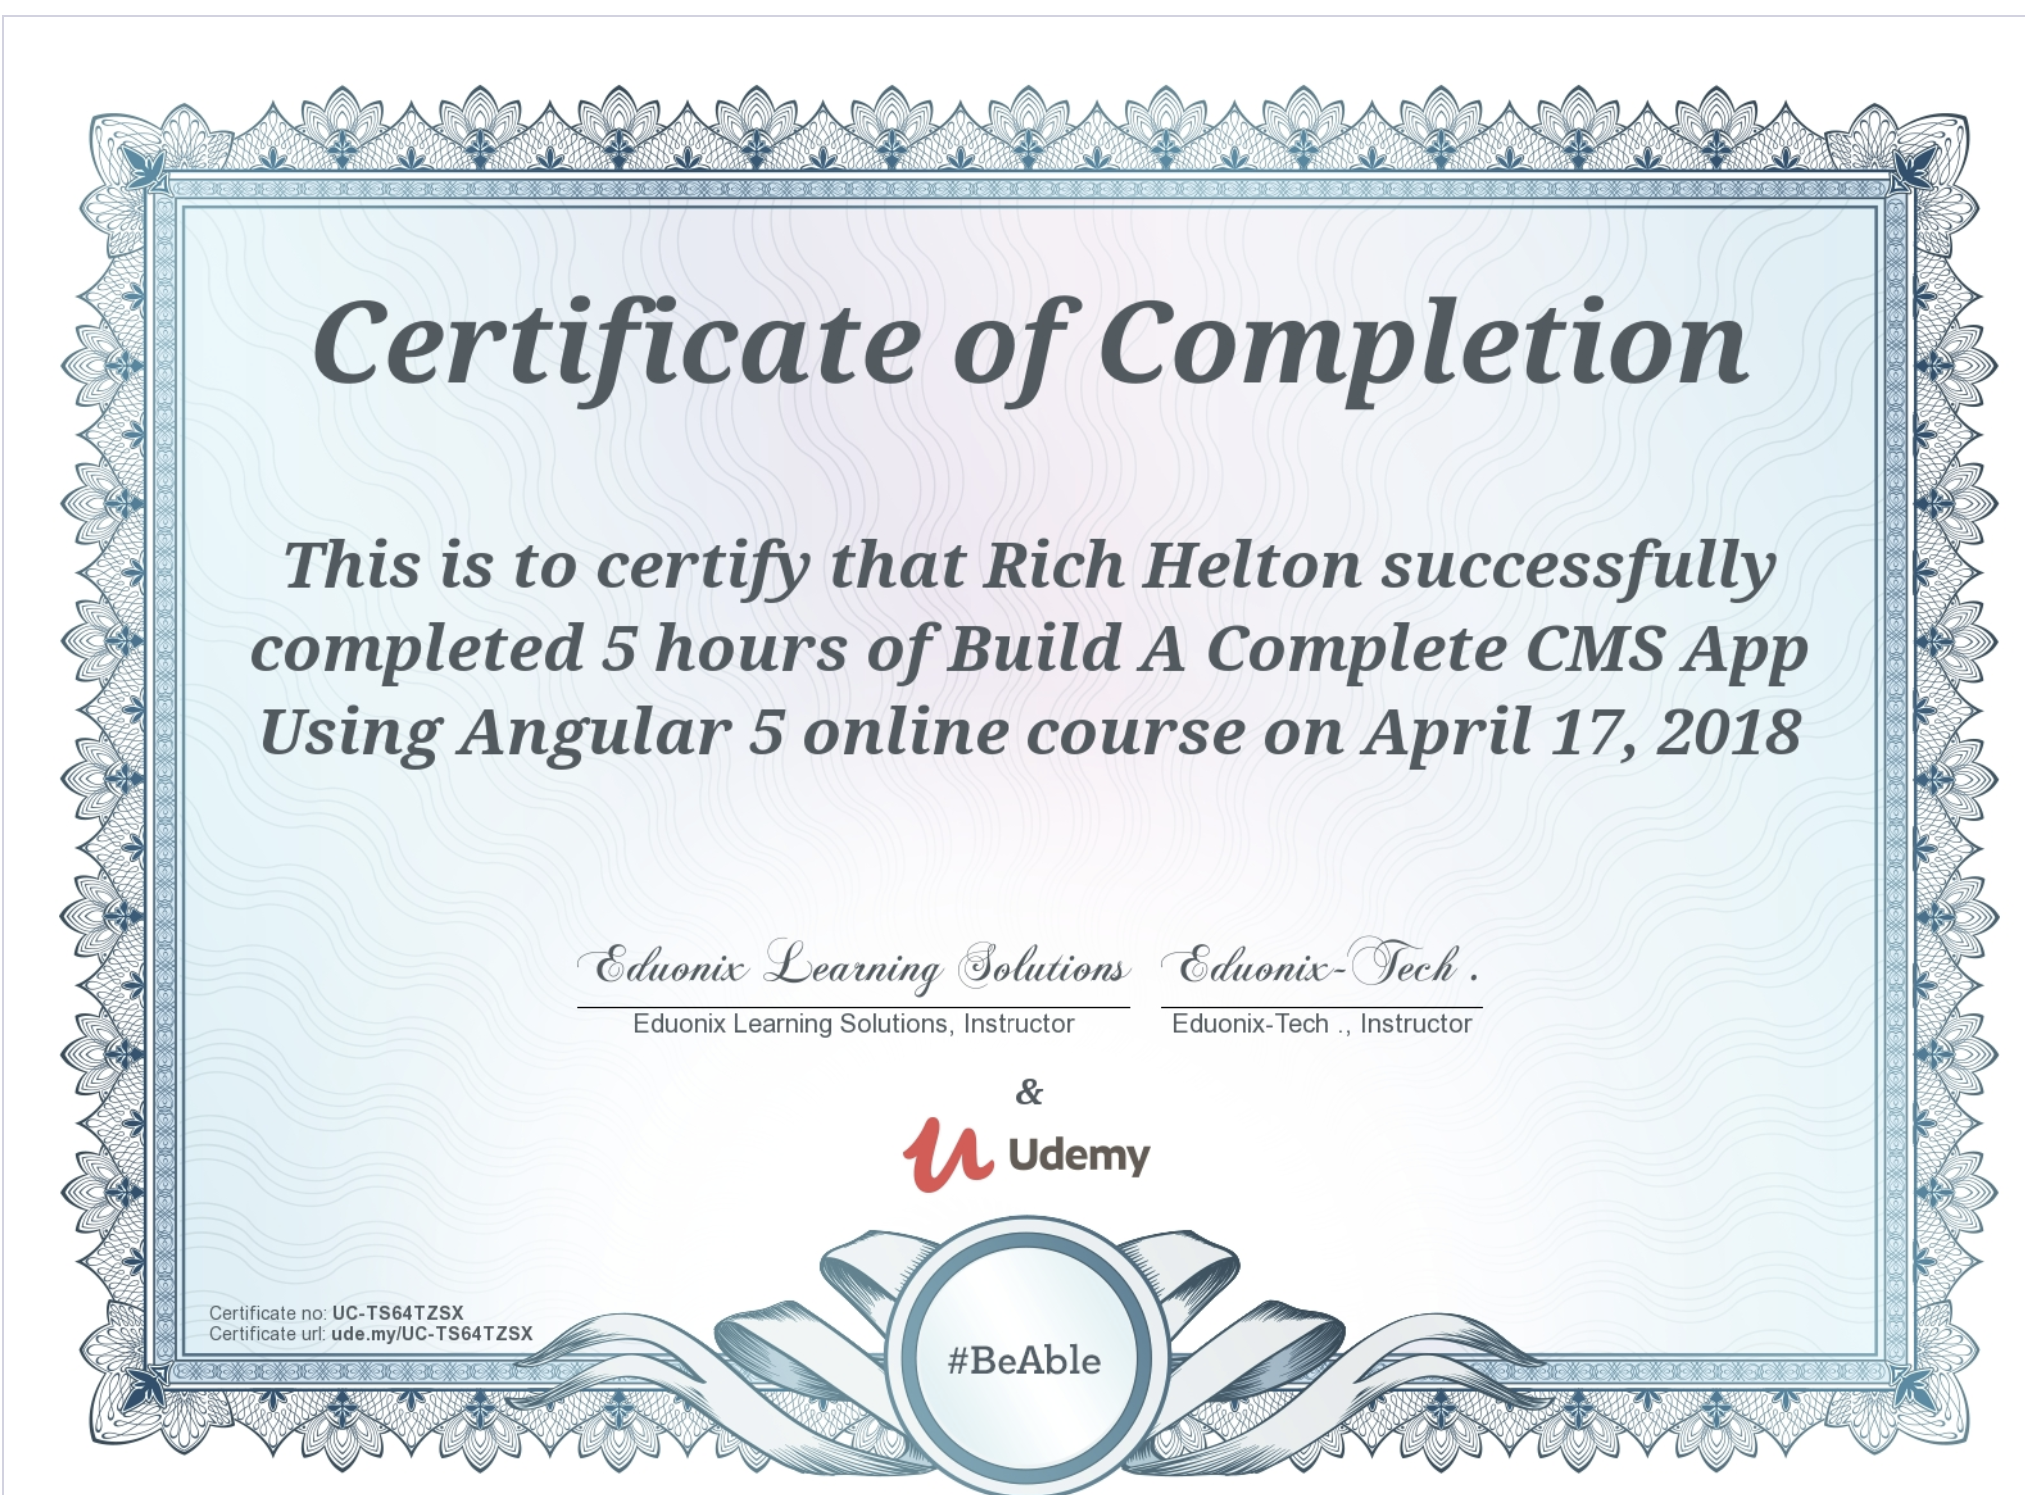 Certificate of Completion
This is to certify that Rich Helton successfully
completed 5 hours of Build A Complete CMS App
Using Angular 5 online course on April 17, 2018
Eduonix Learning Solutions
Eduonix-Tech .
Eduonix Learning Solutions, Instructor
Eduonix-Tech ., Instructor
&
Udemy
Certificate no: UC-TS64TZSX
Certificate url: ude.my/UC-TS64TZSX
#BeAble